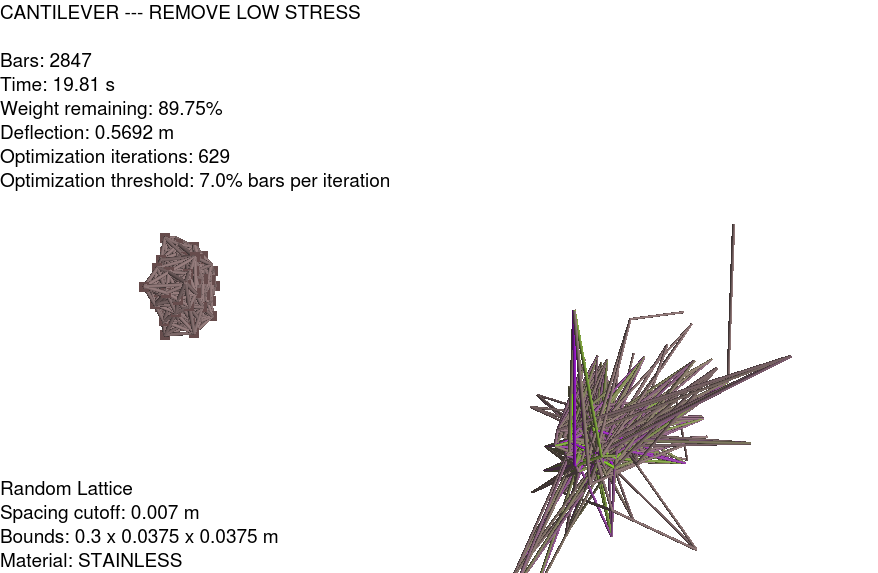 CANTILEVER --- REMOVE LOW STRESS
Bars: 2847
Time: 19.81 s
Weight remaining: 89.75%
Deflection: 0.5692 m
Optimization iterations: 629
Optimization threshold: 7.0% bars per iteration
Random Lattice
Spacing cutoff: 0.007 m
Bounds: 0.3 x 0.0375 x 0.0375 m
Material: STAINLESS